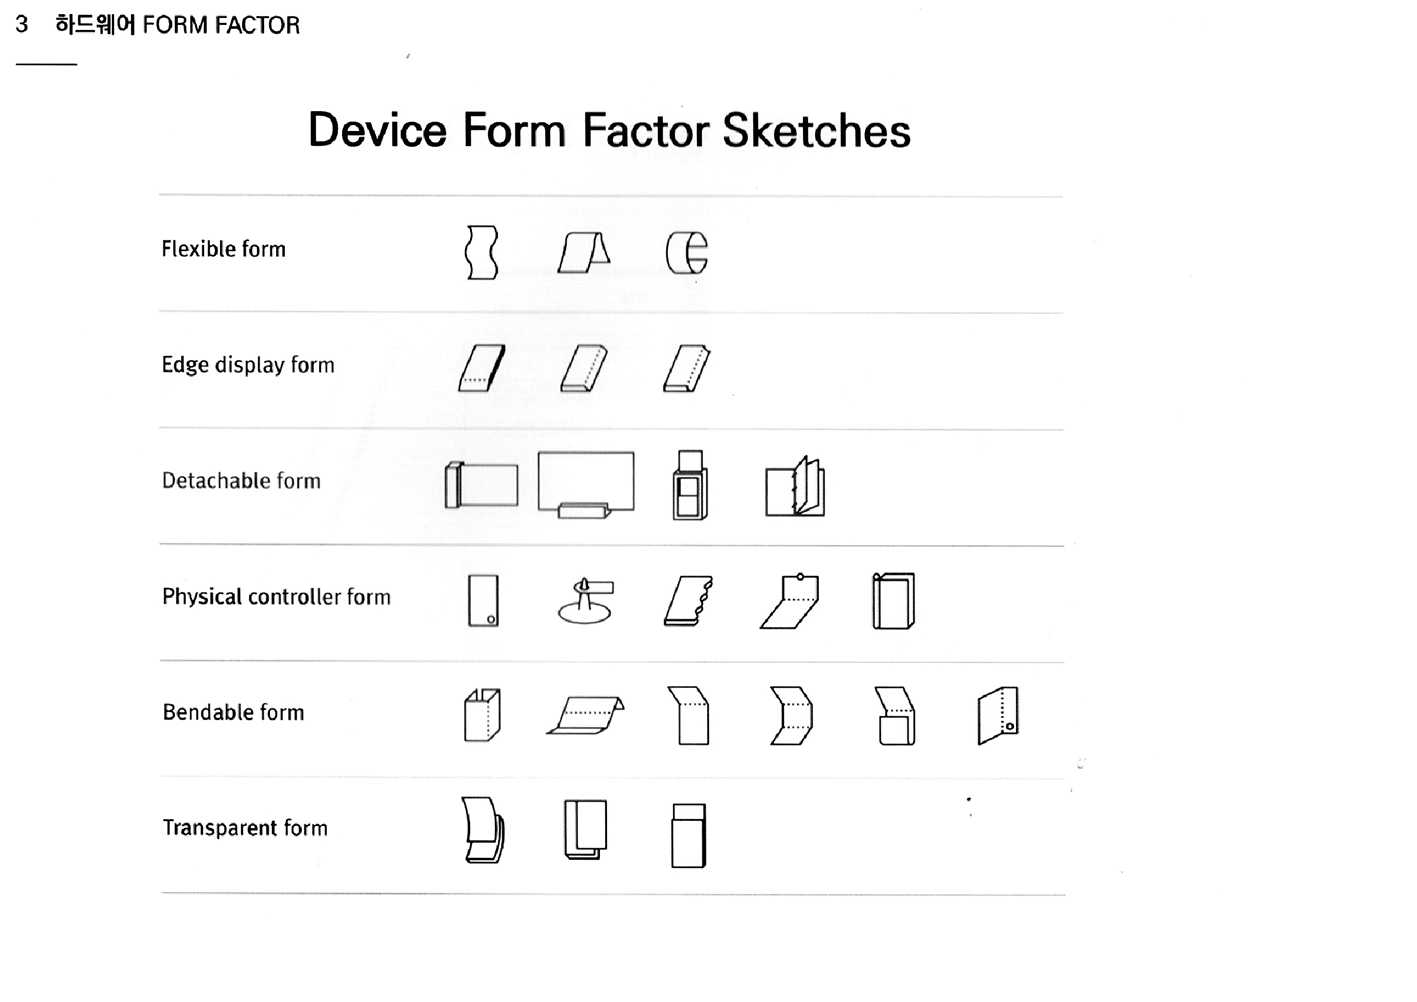 3 하드웨어 FORM FACTOR
Device Form Factor Sketches
Flexible form
Edge display form
Detachable form
Physical controller form
Bendable form
Transparent form